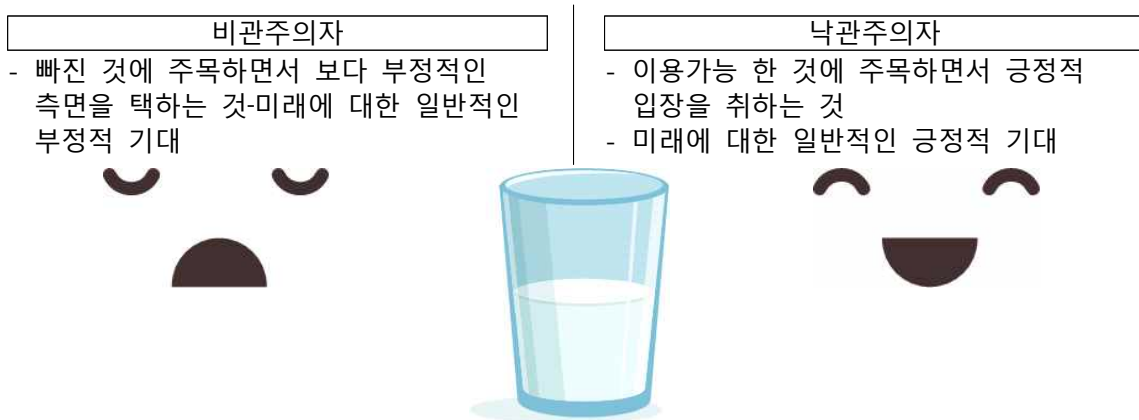 비관주의자
- 빠진 것에 주목하면서 보다 부정적인
측면을 택하는 것-미래에 대한 일반적인
부정적 기대
낙관주의자
- 이용가능 한 것에 주목하면서 긍정적
입장을 취하는 것
- 미래에 대한 일반적인 긍정적 기대